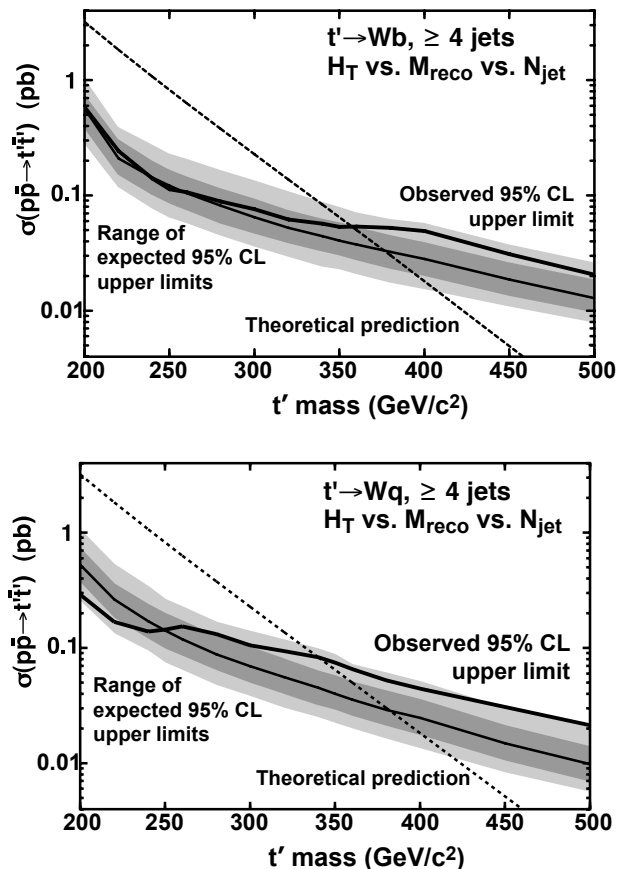 t'→Wb, ≥ 4 jets
H_T vs. M_reco vs. N_jet
σ(pp̄→t't̄') (pb)
1
0.1
0.01
Observed 95% CL
upper limit
Range of
expected 95% CL
upper limits
Theoretical prediction
200 250 300 350 400 450 500
t′ mass (GeV/c²)
t'→Wq, ≥ 4 jets
H_T vs. M_reco vs. N_jet
σ(pp̄→t't̄') (pb)
1
0.1
0.01
Observed 95% CL
upper limit
Range of
expected 95% CL
upper limits
Theoretical prediction
200 250 300 350 400 450 500
t′ mass (GeV/c²)